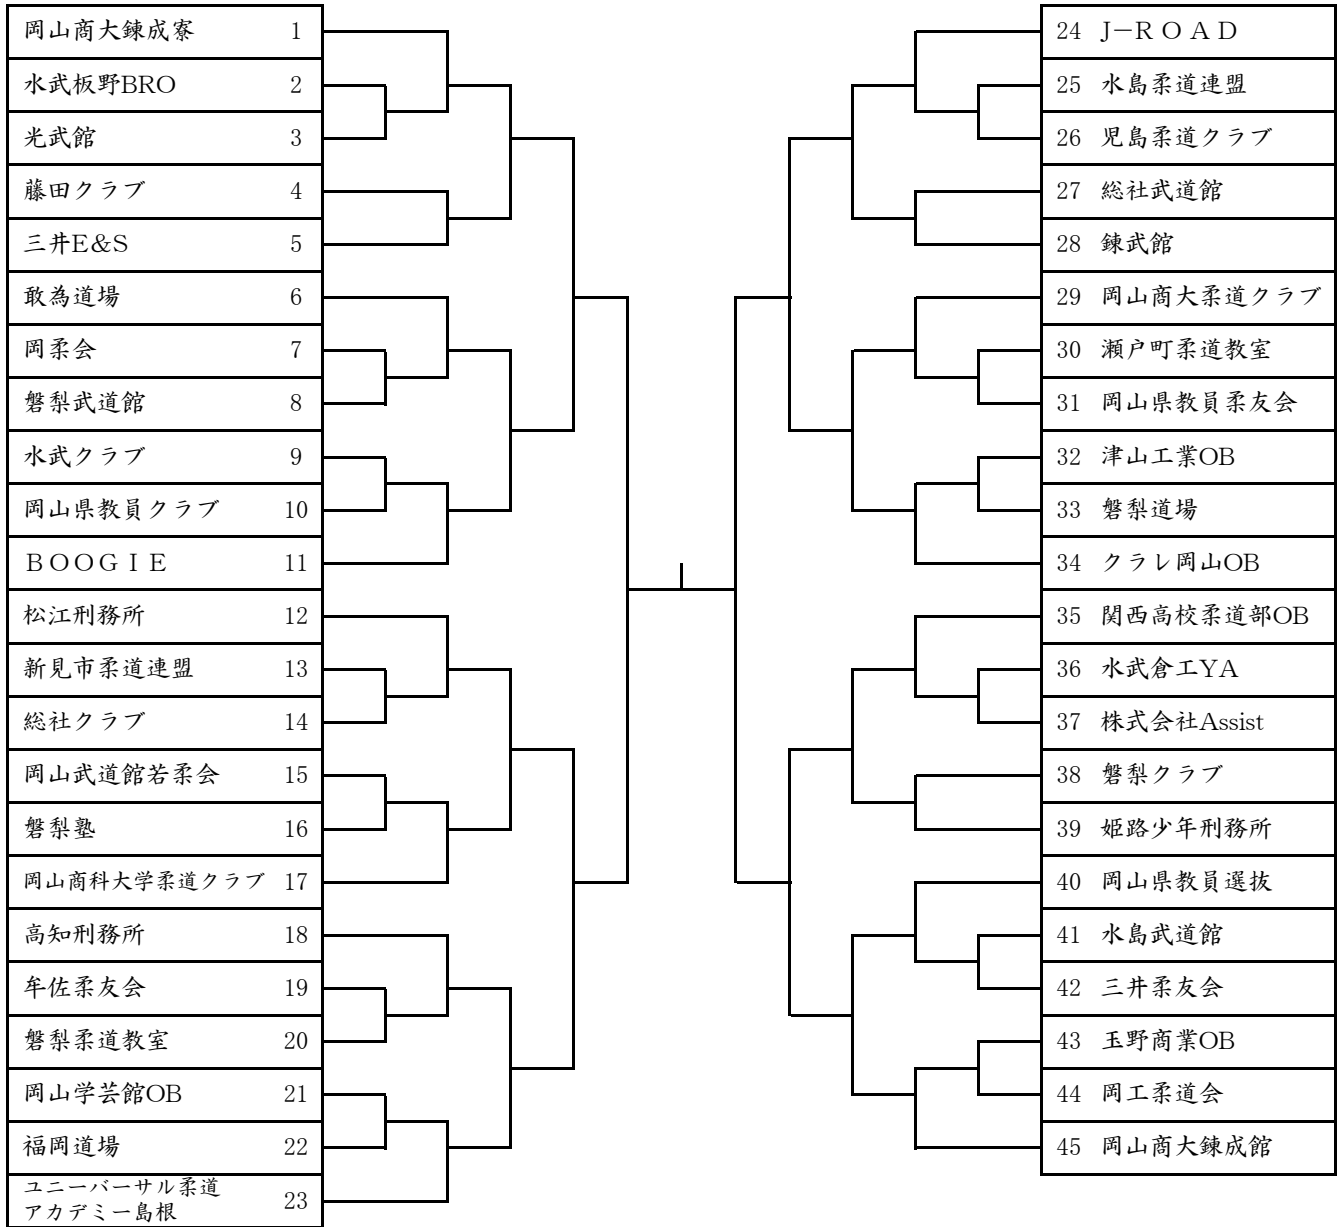 岡山商大錬成寮 1
水武板野BRO 2
光武館 3
藤田クラブ 4
三井E&S 5
敢為道場 6
岡柔会 7
磐梨武道館 8
水武クラブ 9
岡山県教員クラブ 10
ＢＯＯＧＩＥ 11
松江刑務所 12
新見市柔道連盟 13
総社クラブ 14
岡山武道館若柔会 15
磐梨塾 16
岡山商科大学柔道クラブ 17
高知刑務所 18
牟佐柔友会 19
磐梨柔道教室 20
岡山学芸館OB 21
福岡道場 22
ユニーバーサル柔道
アカデミー島根 23
24 J－ＲＯＡＤ
25 水島柔道連盟
26 児島柔道クラブ
27 総社武道館
28 錬武館
29 岡山商大柔道クラブ
30 瀬戸町柔道教室
31 岡山県教員柔友会
32 津山工業OB
33 磐梨道場
34 クラレ岡山OB
35 関西高校柔道部OB
36 水武倉工YA
37 株式会社Assist
38 磐梨クラブ
39 姫路少年刑務所
40 岡山県教員選抜
41 水島武道館
42 三井柔友会
43 玉野商業OB
44 岡工柔道会
45 岡山商大錬成館